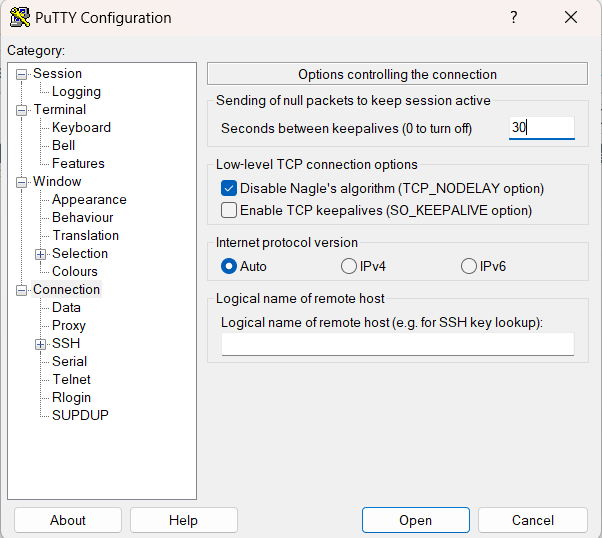 PuTTY Configuration
?
Category:
Session
Logging
Terminal
Keyboard
Bell
Features
Window
Appearance
Behaviour
Translation
Selection
Colours
Connection
Data
Proxy
SSH
Serial
Telnet
Rlogin
SUPDUP
Options controlling the connection
Sending of null packets to keep session active
Seconds between keepalives (0 to turn off) 30
Low-level TCP connection options
Disable Nagle's algorithm (TCP_NODELAY option)
Enable TCP keepalives (SO_KEEPALIVE option)
Internet protocol version
Auto IPv4 IPv6
Logical name of remote host
Logical name of remote host (e.g. for SSH key lookup):
About Help Open Cancel